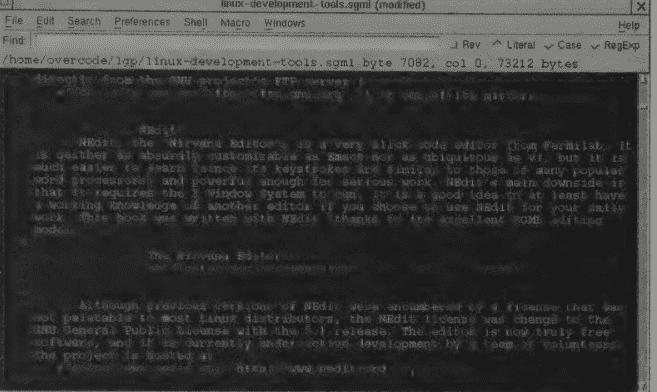 linux-development-tools.sgml (modified)
File Edit Search Preferences Shell Macro Windows Help
Find: Rev Literal Case RegExp
/home/overcode/lgp/linux-development-tools.sgml byte 7082, col 0, 73212 bytes
directly from the GNU project's FTP server
NEdit
NEdit, the Nirvana Editor, is a very slick code editor from Fermilab. It
is neither as absurdly customizable as Emacs nor as ubiquitous as vi, but it is
much easier to learn since its keystrokes are similar to those of many popular
word processors and powerful enough for serious work. NEdit's main downside is
that it requires the X Window System to run. It is a good idea to at least have
a working knowledge of another editor if you choose to use NEdit for your daily
work. This book was written with NEdit thanks to its excellent SGML editing
mode
The Nirvana Editor
Although previous versions of NEdit were encumbered by a license that was
not palatable to most Linux distributors, the NEdit license was change to the
GNU General Public License with the 5.1 release. The editor is now truly free
software, and it is currently under active development by a team of volunteers
The project is hosted at
http www nedit org